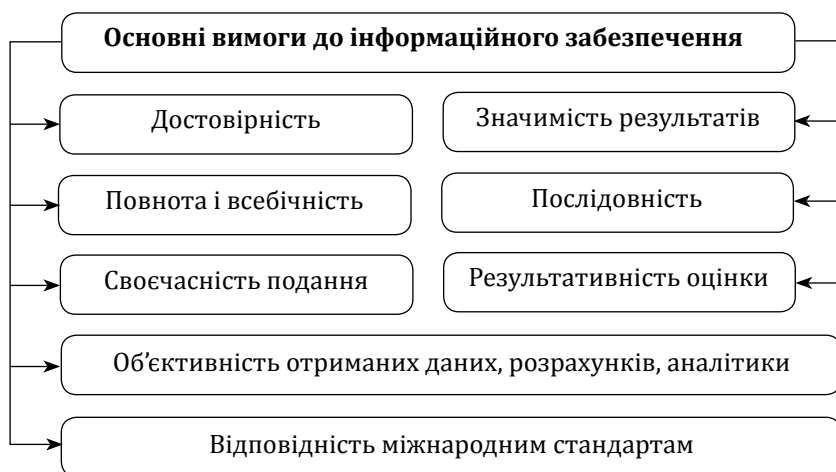 Основні вимоги до інформаційного забезпечення
Достовірність
Значимість результатів
Повнота і всебічність
Послідовність
Своєчасність подання
Результативність оцінки
Об’єктивність отриманих даних, розрахунків, аналітики
Відповідність міжнародним стандартам